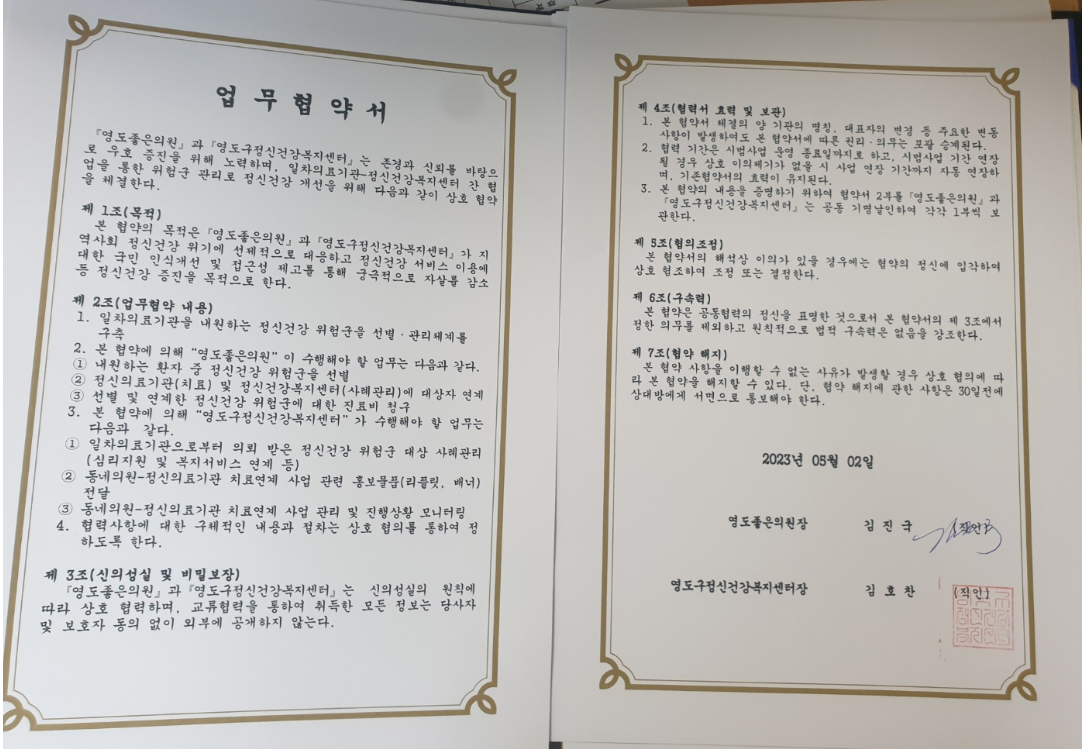 업무협약서
『영도좋은의원』과 『영도구정신건강복지센터』는 존경과 신뢰를 바탕으
로 우호 증진을 위해 노력하며, 일차의료기관-정신건강복지센터 간 협
업을 통한 위험군 관리로 정신건강 개선을 위해 다음과 같이 상호 협약
을 체결한다.
제 1조(목적)
본 협약의 목적은 『영도좋은의원』과 『영도구정신건강복지센터』가 지
역사회 정신건강 위기에 선제적으로 대응하고 정신건강 서비스 이용에
대한 국민 인식개선 및 접근성 제고를 통해 궁극적으로 자살률 감소
등 정신건강 증진을 목적으로 한다.
제 2조(업무협약 내용)
1. 일차의료기관을 내원하는 정신건강 위험군을 선별·관리체계를
구축
2. 본 협약에 의해 “영도좋은의원” 이 수행해야 할 업무는 다음과 같다.
① 내원하는 환자 중 정신건강 위험군을 선별
② 정신의료기관(치료) 및 정신건강복지센터(사례관리)에 대상자 연계
③ 선별 및 연계한 정신건강 위험군에 대한 진료비 청구
3. 본 협약에 의해 “영도구정신건강복지센터” 가 수행해야 할 업무는
다음과 같다.
① 일차의료기관으로부터 의뢰 받은 정신건강 위험군 대상 사례관리
(심리지원 및 복지서비스 연계 등)
② 동네의원-정신의료기관 치료연계 사업 관련 홍보물품(리플릿, 배너)
전달
③ 동네의원-정신의료기관 치료연계 사업 관리 및 진행상황 모니터링
4. 협력사항에 대한 구체적인 내용과 절차는 상호 협의를 통하여 정
하도록 한다.
제 3조(신의성실 및 비밀보장)
『영도좋은의원』과 『영도구정신건강복지센터』는 신의성실의 원칙에
따라 상호 협력하며, 교류협력을 통하여 취득한 모든 정보는 당사자
및 보호자 동의 없이 외부에 공개하지 않는다.
제 4조(협력서 효력 및 보관)
1. 본 협약서 체결의 양 기관의 명칭, 대표자의 변경 등 주요한 변동
사항이 발생하여도 본 협약서에 따른 권리·의무는 포괄 승계된다.
2. 협력 기간은 시범사업 운영 종료일까지로 하고, 시범사업 기간 연장
될 경우 상호 이의제기가 없을 시 사업 연장 기간까지 자동 연장하
며, 기존협약서의 효력이 유지된다.
3. 본 협약의 내용을 증명하기 위하여 협약서 2부를 『영도좋은의원』과
『영도구정신건강복지센터』는 공동 기명날인하여 각각 1부씩 보
관한다.
제 5조(협의조정)
본 협약서의 해석상 이의가 있을 경우에는 협약의 정신에 입각하여
상호 협조하여 조정 또는 결정한다.
제 6조(구속력)
본 협약은 공동협력의 정신을 표명한 것으로서 본 협약서의 제 3조에서
정한 의무를 제외하고 원칙적으로 법적 구속력은 없음을 강조한다.
제 7조(협약 해지)
본 협약 사항을 이행할 수 없는 사유가 발생할 경우 상호 협의에 따
라 본 협약을 해지할 수 있다. 단, 협약 해지에 관한 사항은 30일전에
상대방에게 서면으로 통보해야 한다.
2023년 05월 02일
영도좋은의원장 김 진 국 (직인)
영도구정신건강복지센터장 김 호 찬 (직인)